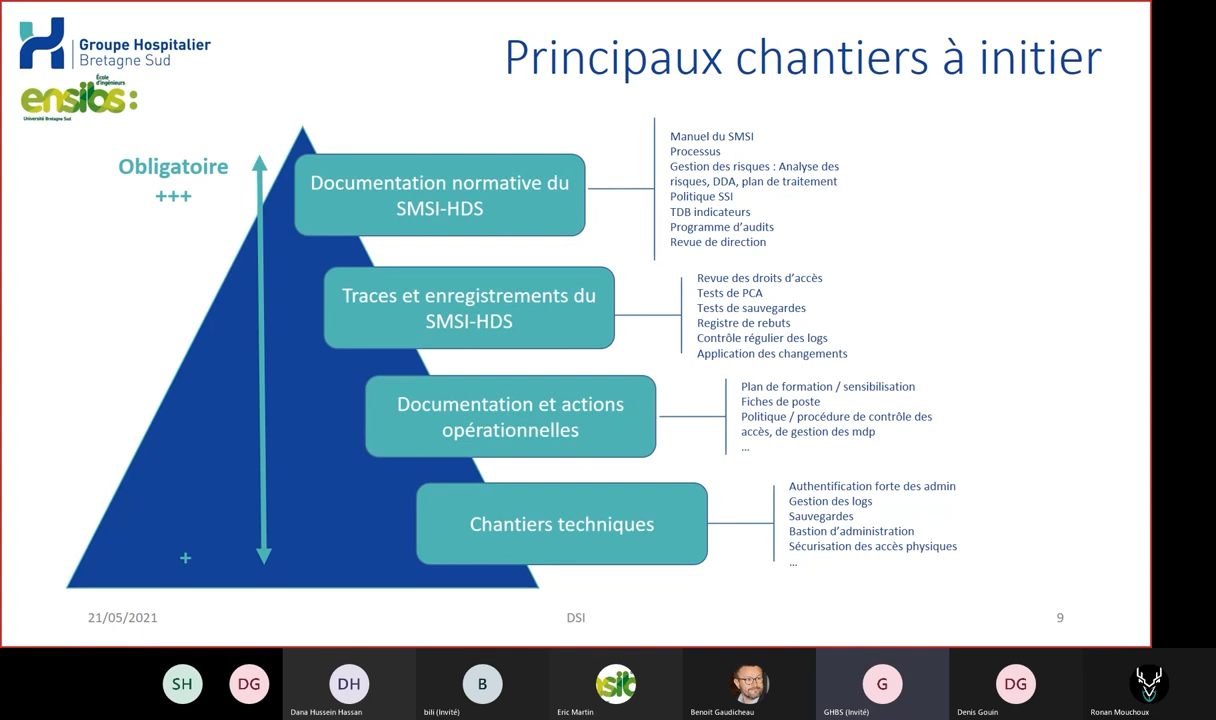 Groupe Hospitalier
Bretagne Sud
École
d'ingénieurs
ensibs:
Université Bretagne Sud
Principaux chantiers à initier
Obligatoire
+++
+
Documentation normative du
SMSI-HDS
Manuel du SMSI
Processus
Gestion des risques : Analyse des
risques, DDA, plan de traitement
Politique SSI
TDB indicateurs
Programme d'audits
Revue de direction
Traces et enregistrements du
SMSI-HDS
Revue des droits d'accès
Tests de PCA
Tests de sauvegardes
Registre de rebuts
Contrôle régulier des logs
Application des changements
Documentation et actions
opérationnelles
Plan de formation / sensibilisation
Fiches de poste
Politique / procédure de contrôle des
accès, de gestion des mdp
...
Chantiers techniques
Authentification forte des admin
Gestion des logs
Sauvegardes
Bastion d'administration
Sécurisation des accès physiques
...
21/05/2021
DSI
9
SH
DG
DH
Dana Hussein Hassan
B
bili (Invité)
sib
Eric Martin
Benoit Gaudicheau
G
GHBS (Invité)
DG
Denis Gouin
Ronan Mouchoux